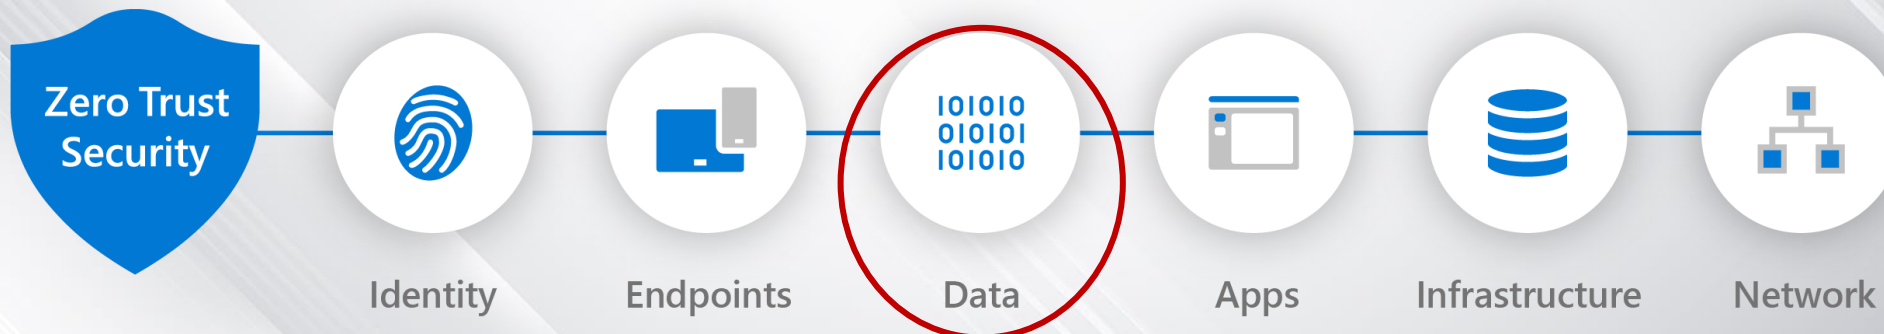 Zero Trust
Security
101010
010101
101010
Identity
Endpoints
Data
Apps
Infrastructure
Network